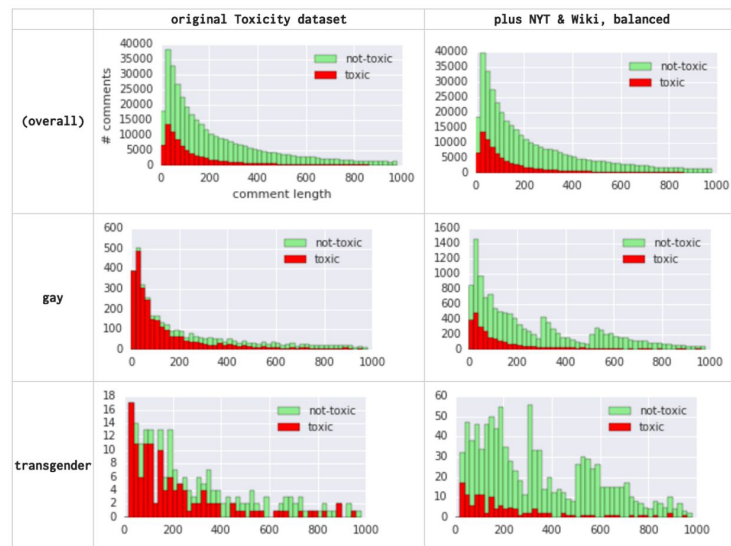 original Toxicity dataset
plus NYT & Wiki, balanced
(overall)
# comments
40000
35000
30000
25000
20000
15000
10000
5000
0
not-toxic
toxic
0 200 400 600 800 1000
comment length
40000
35000
30000
25000
20000
15000
10000
5000
0
not-toxic
toxic
0 200 400 600 800 1000
gay
600
500
400
300
200
100
0
not-toxic
toxic
0 200 400 600 800 1000
1600
1400
1200
1000
800
600
400
200
0
not-toxic
toxic
0 200 400 600 800 1000
transgender
18
16
14
12
10
8
6
4
2
0
not-toxic
toxic
0 200 400 600 800 1000
60
50
40
30
20
10
0
not-toxic
toxic
0 200 400 600 800 1000